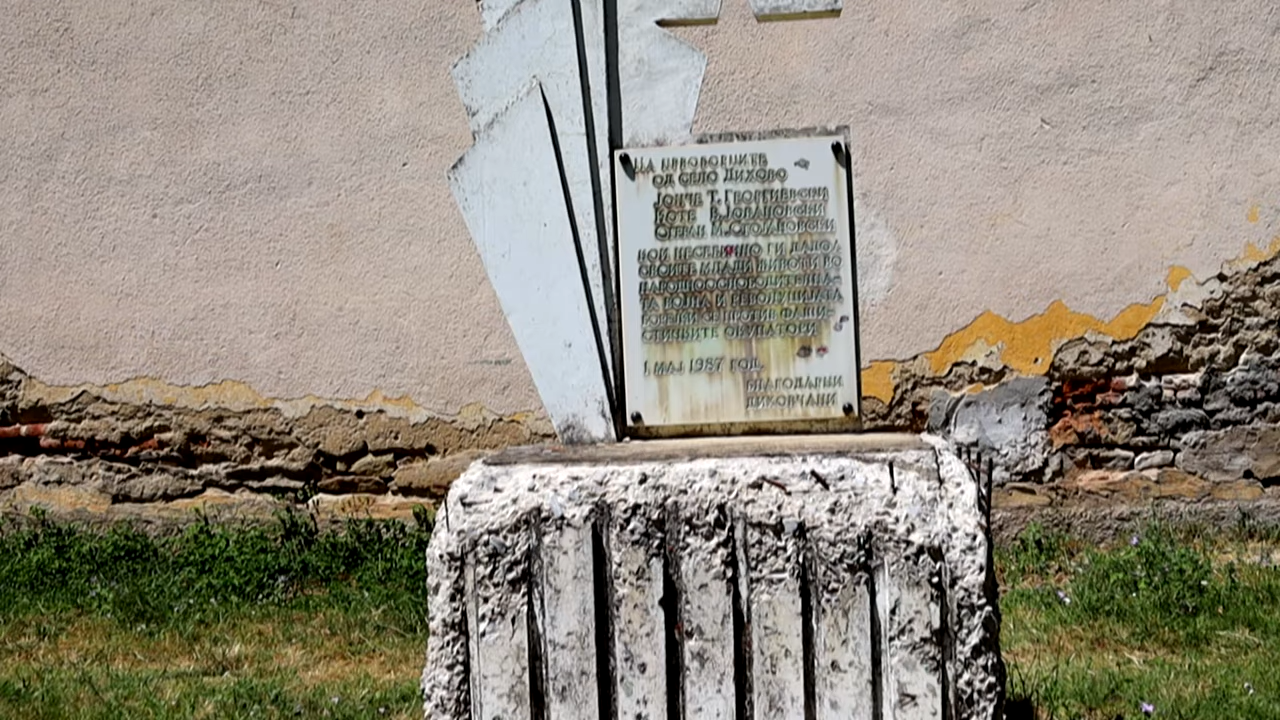 НА ПРВОБОРЦИТЕ
ОД СЕЛО ДИХОВО
ЈОНЧЕ Т. ГЕОРГИЕВСКИ
В. ЈОВАНОВСКИ
СТЕВАН М. СТОЈАНОВСКИ
КОИ НЕСЕБИЧНО ГИ ДАДОА
СВОИТЕ МЛАДИ ЖИВОТИ ВО
НАРОДНООСЛОБОДИТЕЛНА-
ТА ВОЈНА И РЕВОЛУЦИЈАТА
БОРЕЈЌИ СЕ ПРОТИВ ФАШИ-
СТИЧКИТЕ ОКУПАТОРИ
1 МАЈ 1987 ГОД.
БЛАГОДАРНИ
ДИХОВЧАНИ